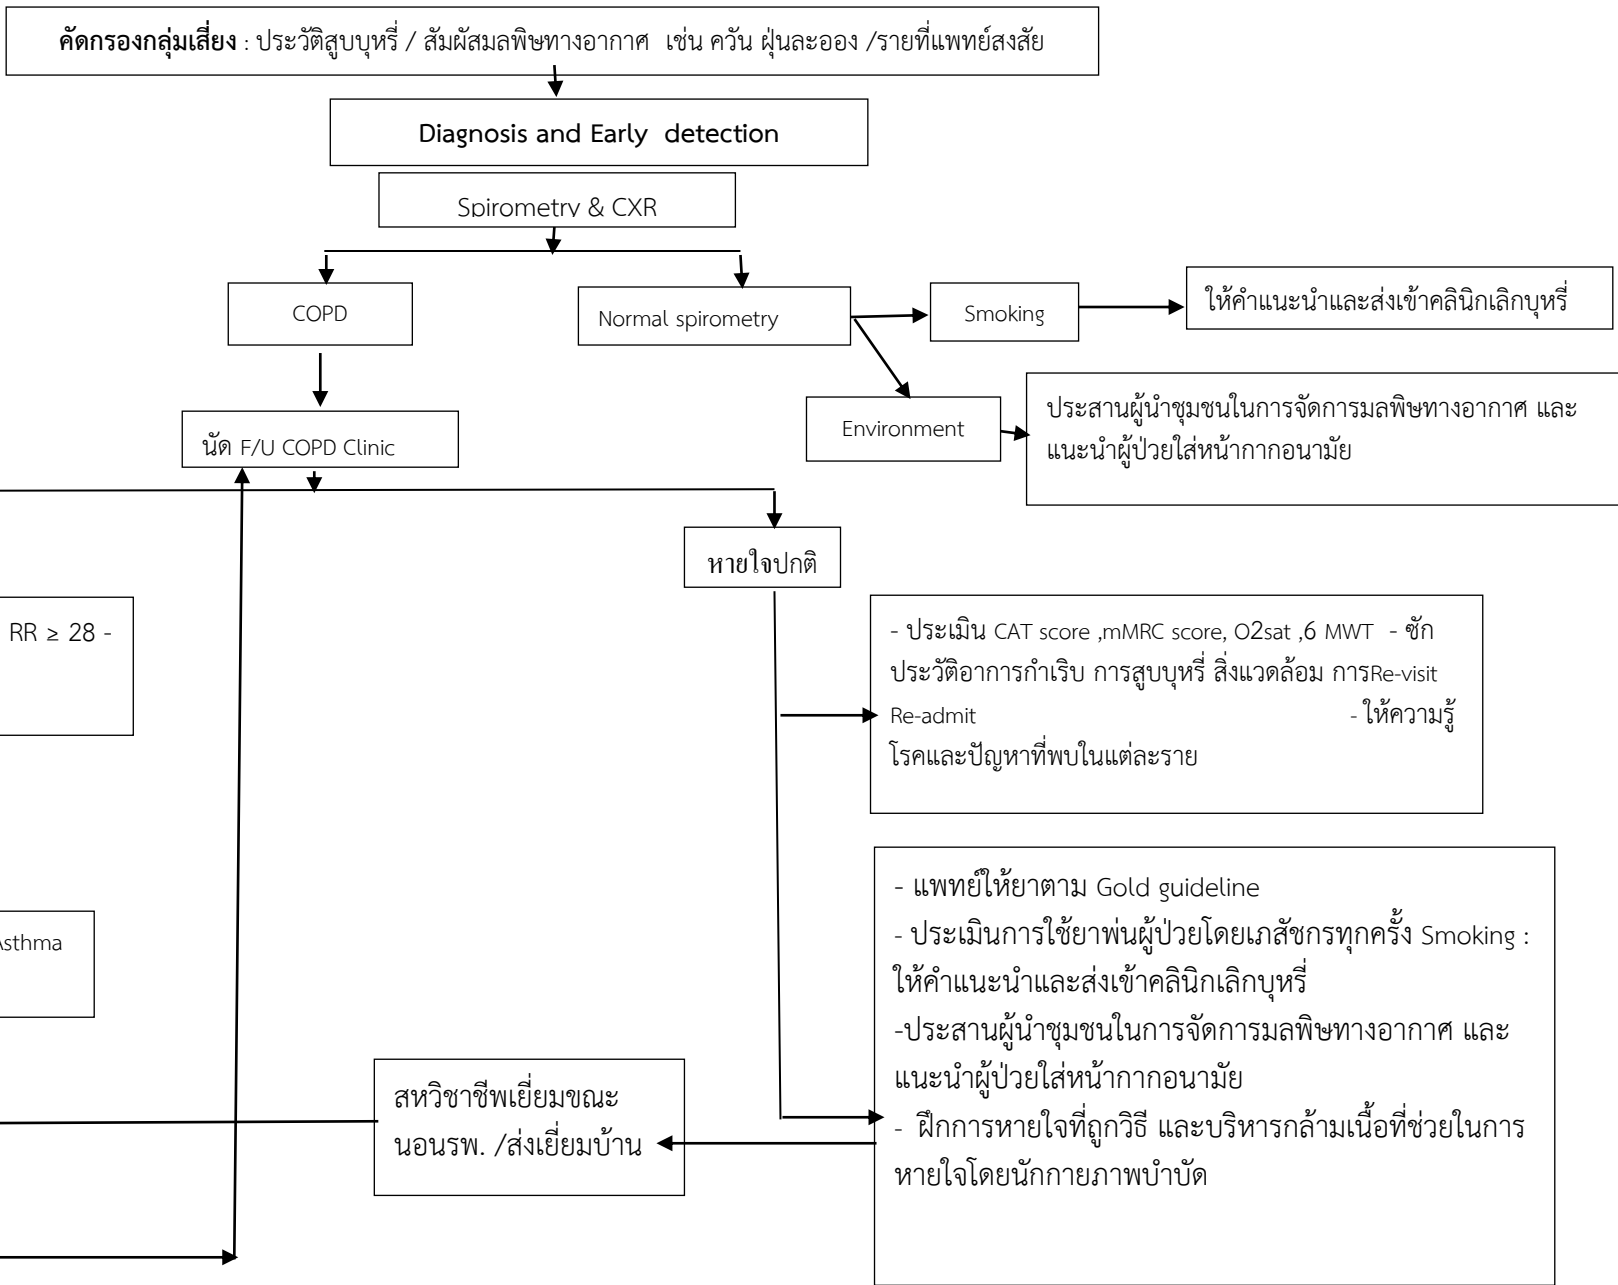 คัดกรองกลุ่มเสี่ยง : ประวัติสูบบุหรี่ / สัมผัสมลพิษทางอากาศ เช่น ควัน ฝุ่นละออง /รายที่แพทย์สงสัย
Diagnosis and Early detection
Spirometry & CXR
COPD
Normal spirometry
Smoking
ให้คำแนะนำและส่งเข้าคลินิกเลิกบุหรี่
Environment
ประสานผู้นำชุมชนในการจัดการมลพิษทางอากาศ และ
แนะนำผู้ป่วยใส่หน้ากากอนามัย
นัด F/U COPD Clinic
หายใจปกติ
RR ≥ 28 -
- ประเมิน CAT score ,mMRC score, O2sat ,6 MWT - ซัก
ประวัติอาการกำเริบ การสูบบุหรี่ สิ่งแวดล้อม การRe-visit
Re-admit - ให้ความรู้
โรคและปัญหาที่พบในแต่ละราย
Asthma
- แพทย์ให้ยาตาม Gold guideline
- ประเมินการใช้ยาพ่นผู้ป่วยโดยเภสัชกรทุกครั้ง Smoking :
ให้คำแนะนำและส่งเข้าคลินิกเลิกบุหรี่
-ประสานผู้นำชุมชนในการจัดการมลพิษทางอากาศ และ
แนะนำผู้ป่วยใส่หน้ากากอนามัย
- ฝึกการหายใจที่ถูกวิธี และบริหารกล้ามเนื้อที่ช่วยในการ
หายใจโดยนักกายภาพบำบัด
สหวิชาชีพเยี่ยมขณะ
นอนรพ. /ส่งเยี่ยมบ้าน